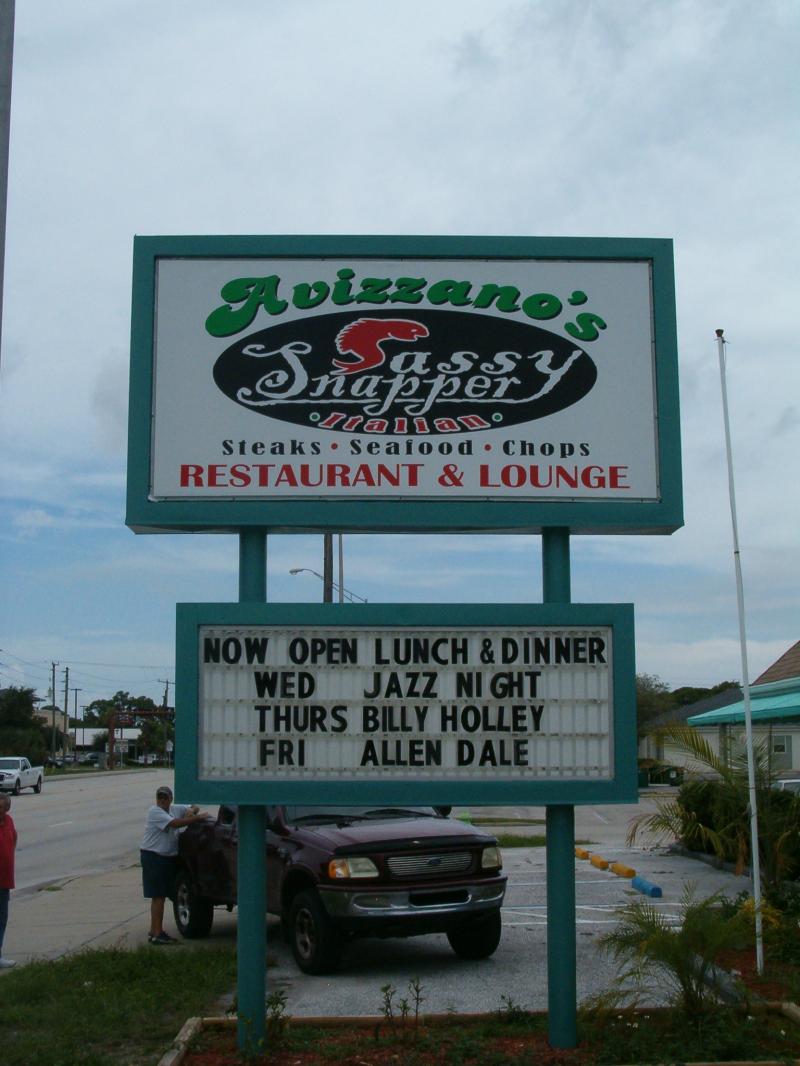 Avizzano's
Sassy
Snapper
• Italian •
Steaks • Seafood • Chops
RESTAURANT & LOUNGE
NOW OPEN LUNCH & DINNER
WED JAZZ NIGHT
THURS BILLY HOLLEY
FRI ALLEN DALE